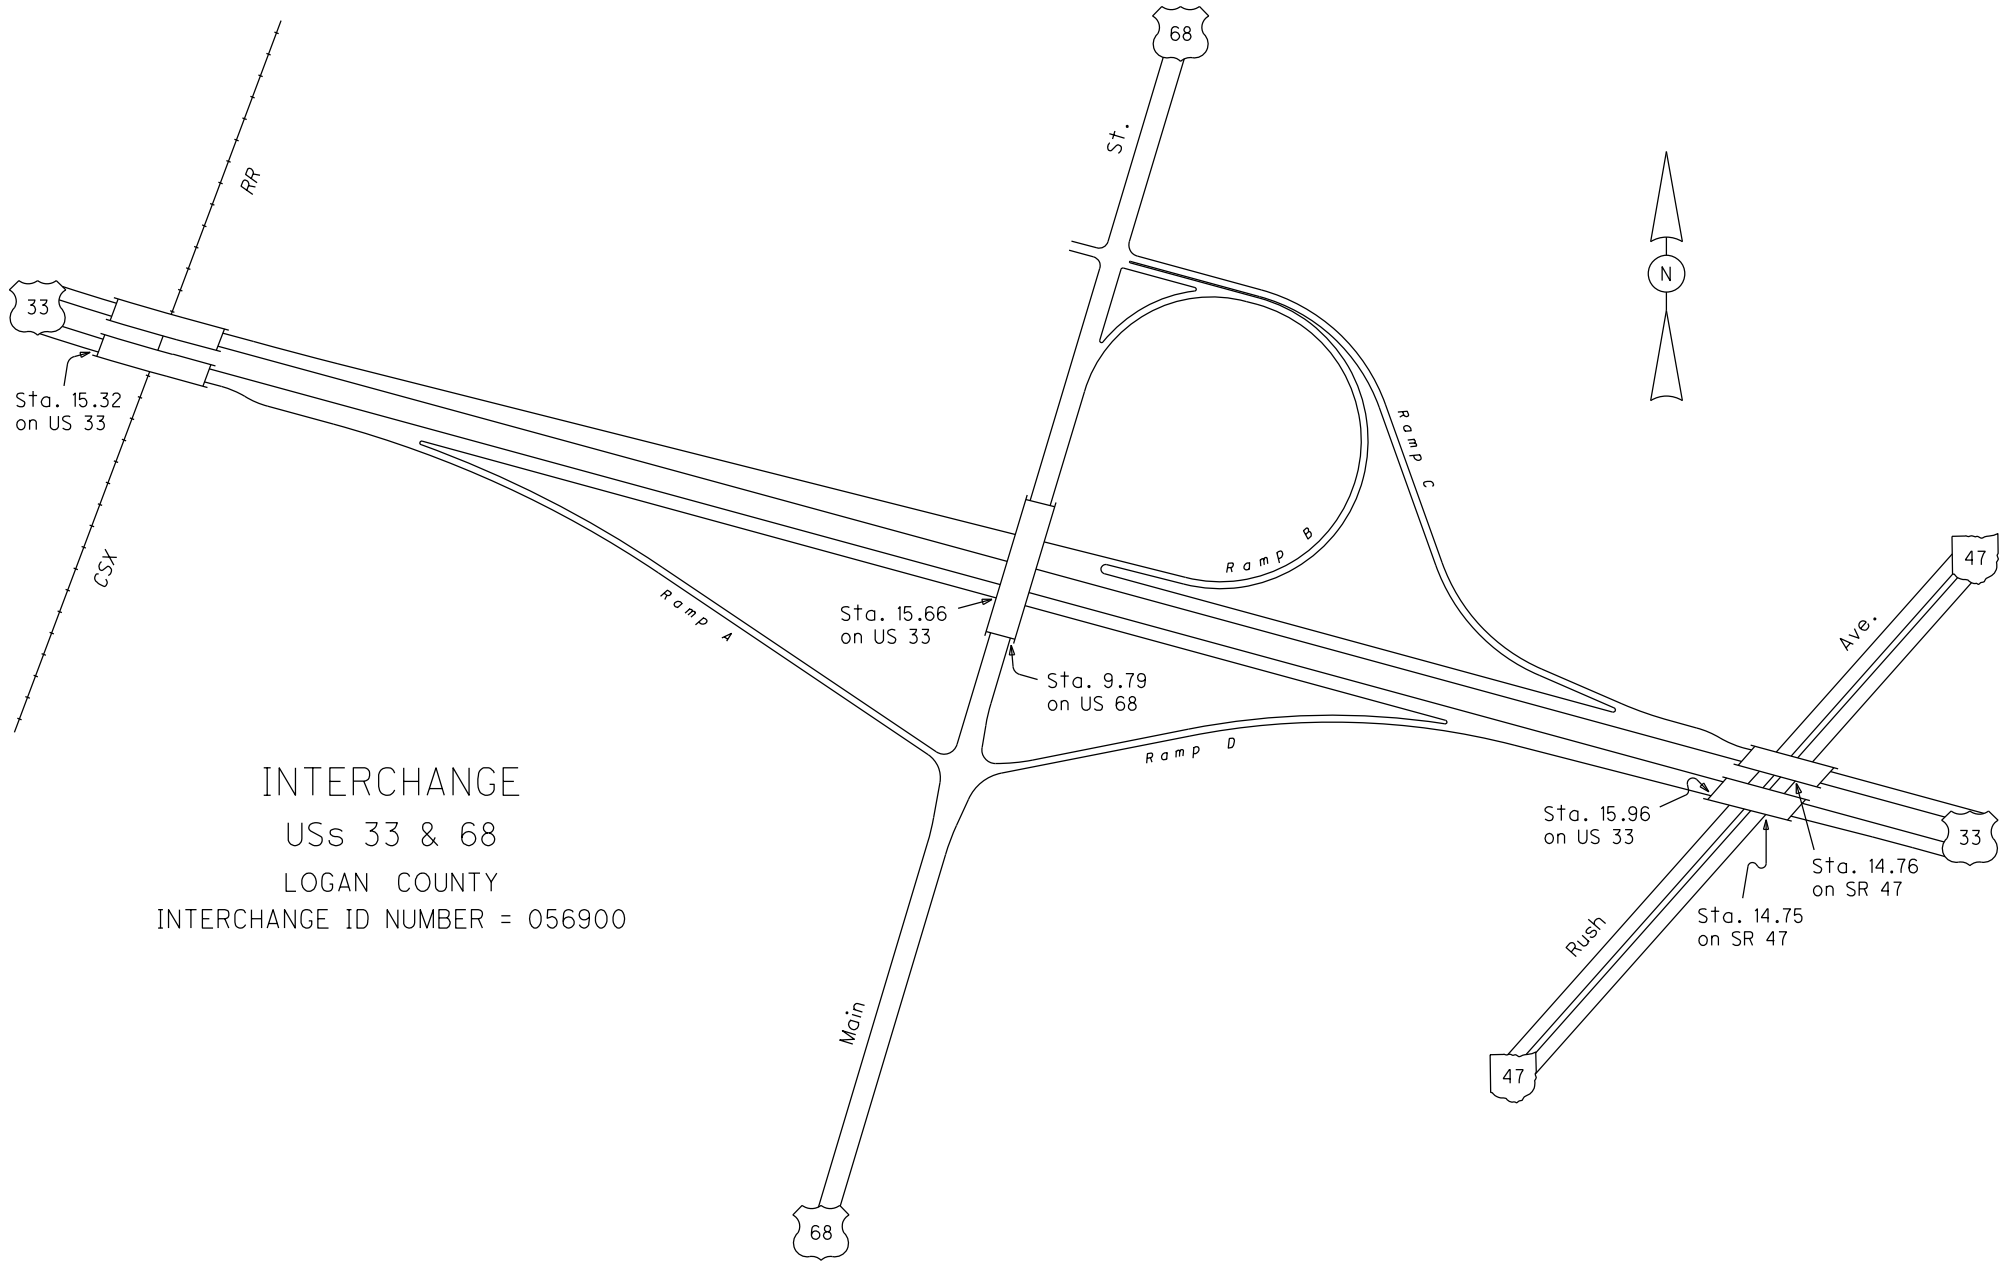 68
St.
RR
N
33
Sta. 15.32
on US 33
Ramp C
Ramp B
CSX
47
Ramp A
Sta. 15.66
on US 33
Ave.
Sta. 9.79
on US 68
Ramp D
INTERCHANGE
USs 33 & 68
LOGAN COUNTY
INTERCHANGE ID NUMBER = 056900
Sta. 15.96
on US 33
33
Sta. 14.76
on SR 47
Sta. 14.75
on SR 47
Rush
Main
47
68